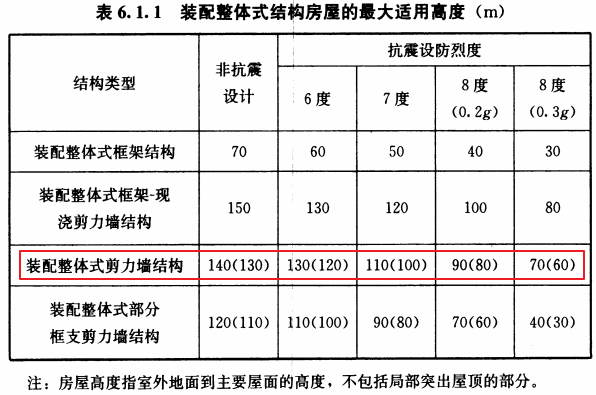 表 6.1.1 装配整体式结构房屋的最大适用高度（m）
结构类型 非抗震设计 抗震设防烈度
6 度 7 度 8 度(0.2g) 8 度(0.3g)
装配整体式框架结构 70 60 50 40 30
装配整体式框架-现浇剪力墙结构 150 130 120 100 80
装配整体式剪力墙结构 140(130) 130(120) 110(100) 90(80) 70(60)
装配整体式部分框支剪力墙结构 120(110) 110(100) 90(80) 70(60) 40(30)
注：房屋高度指室外地面到主要屋面的高度，不包括局部突出屋顶的部分。